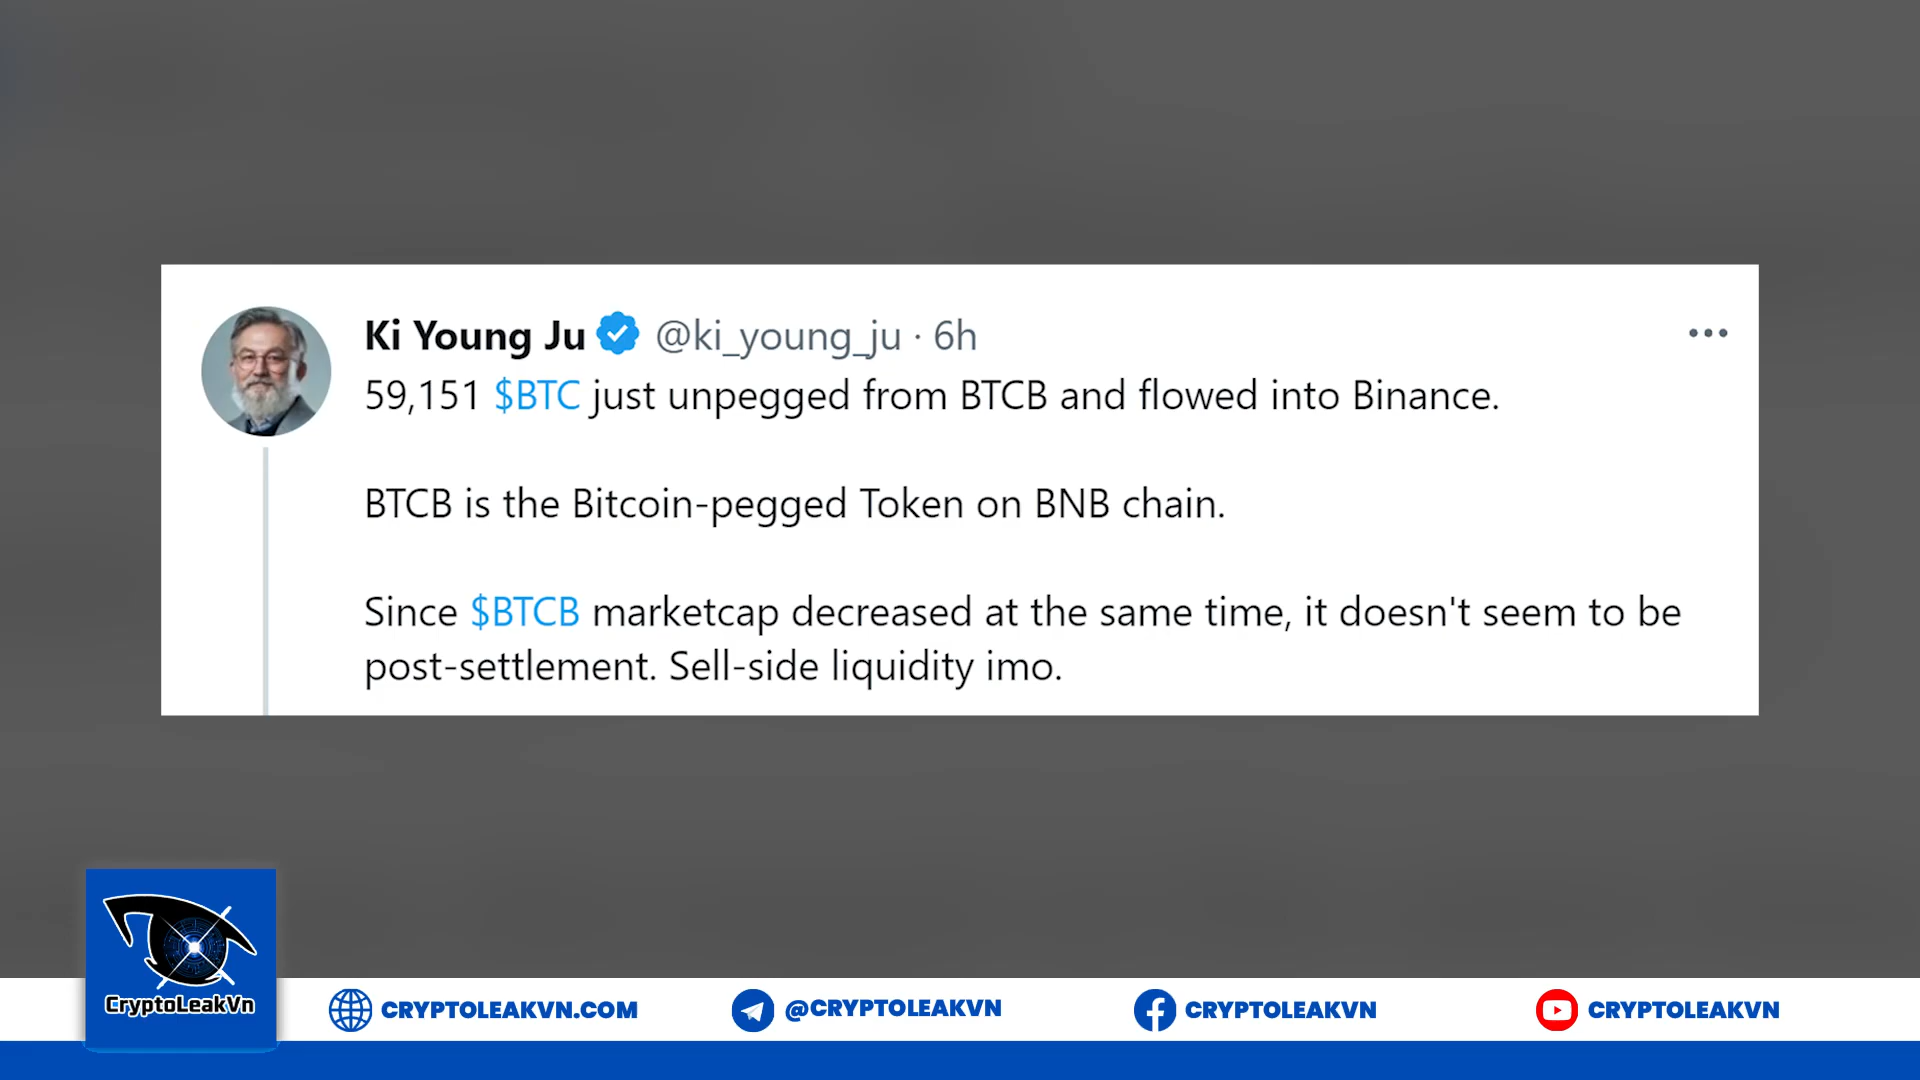 Ki Young Ju @ki_young_ju · 6h
59,151 $BTC just unpegged from BTCB and flowed into Binance.
BTCB is the Bitcoin-pegged Token on BNB chain.
Since $BTCB marketcap decreased at the same time, it doesn't seem to be
post-settlement. Sell-side liquidity imo.
CryptoLeakVn
CRYPTOLEAKVN.COM
@CRYPTOLEAKVN
CRYPTOLEAKVN
CRYPTOLEAKVN